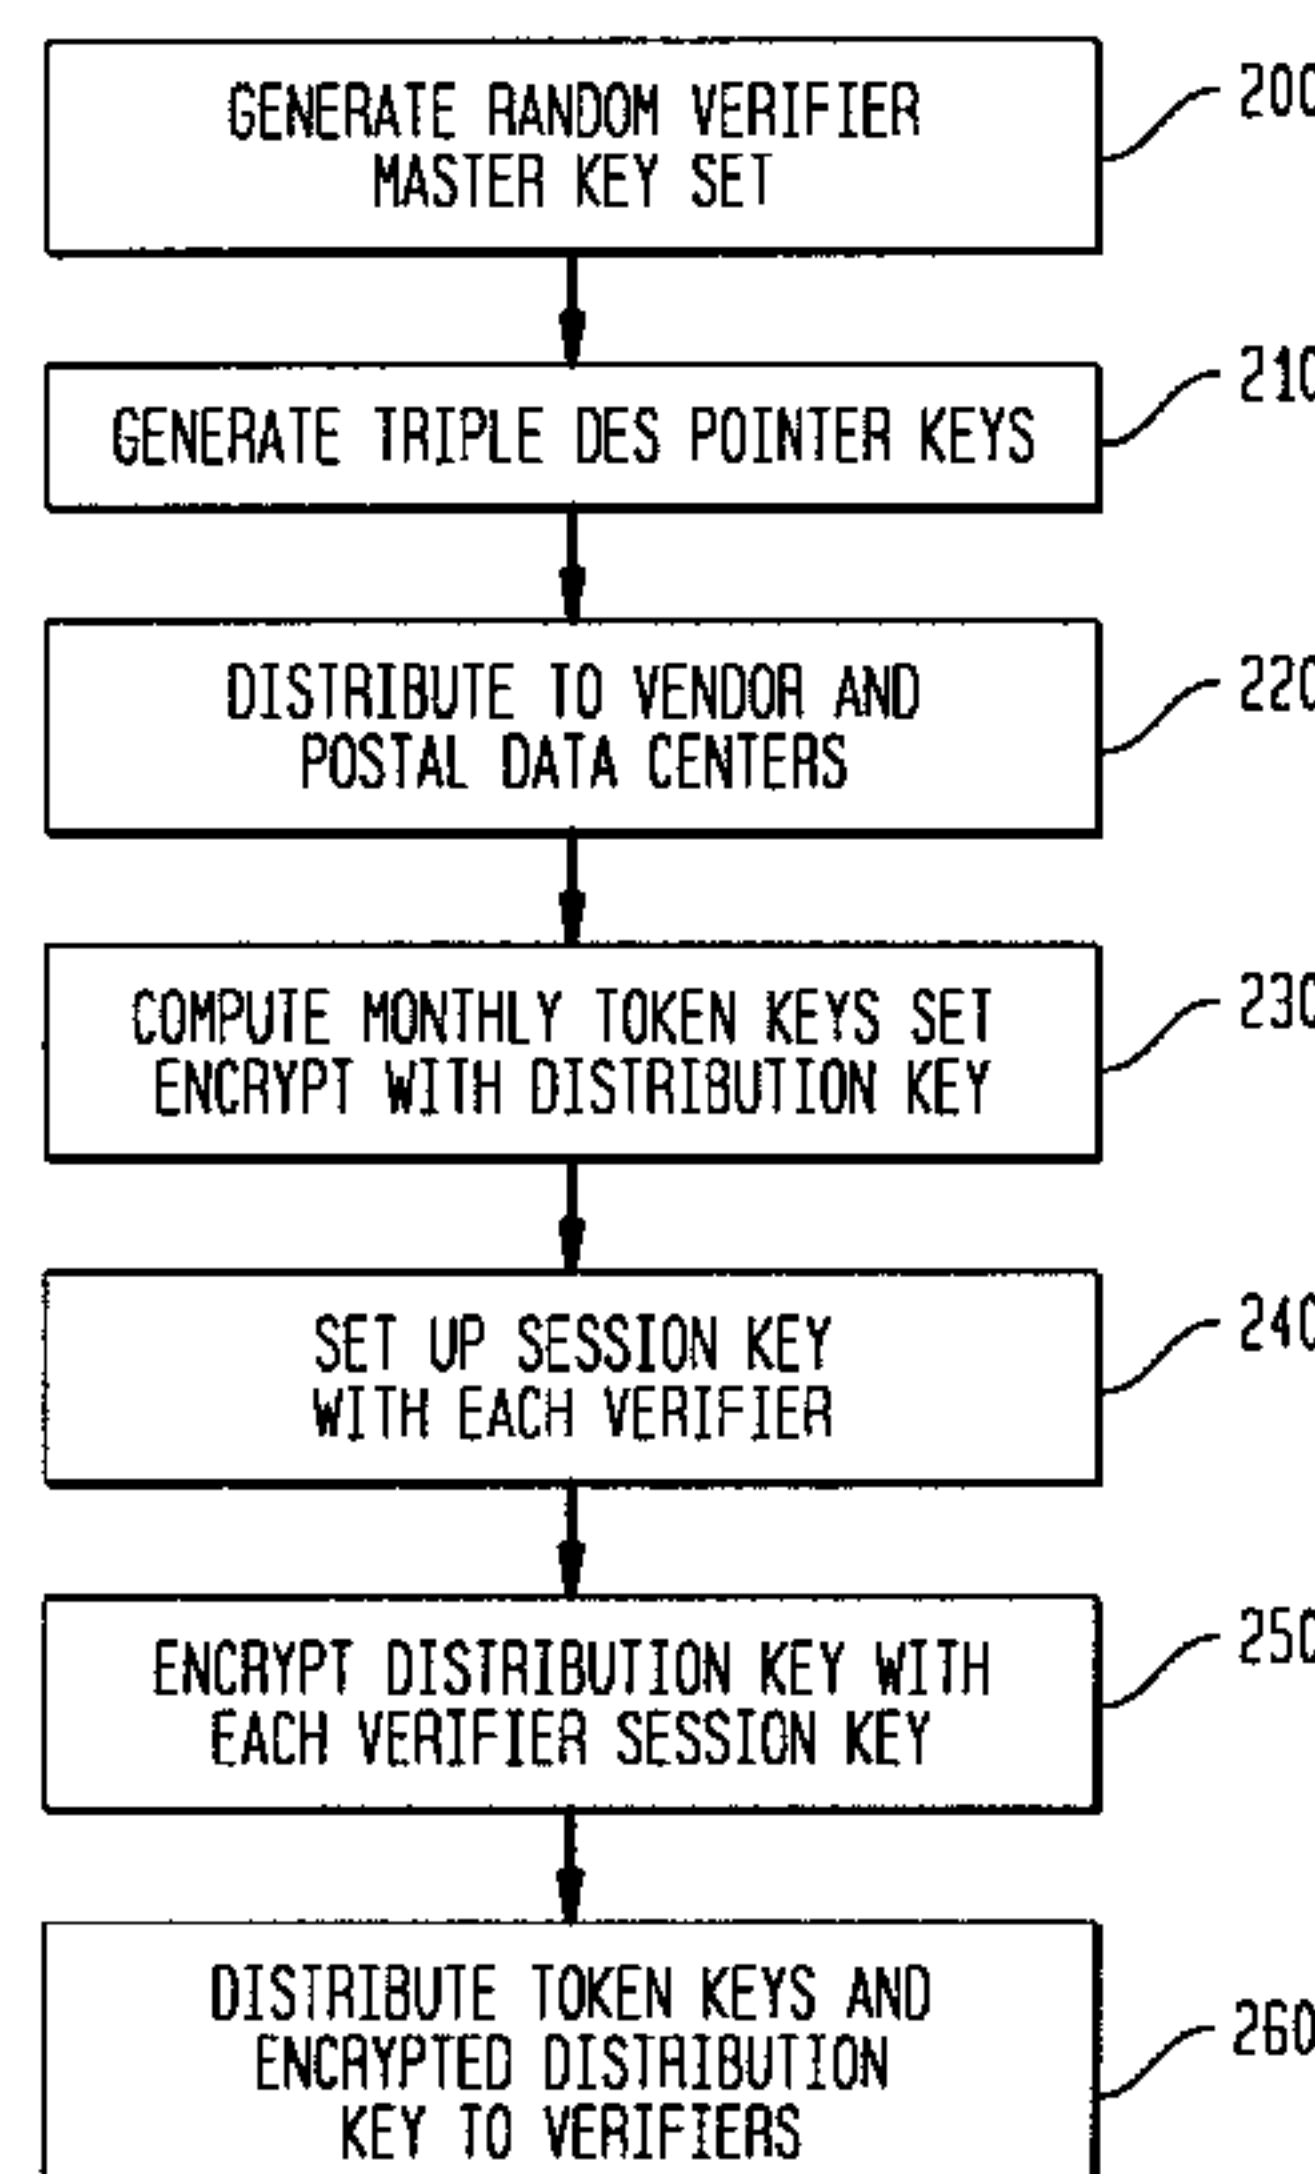 GENERATE RANDOM VERIFIER
MASTER KEY SET
200
GENERATE TRIPLE DES POINTER KEYS
210
DISTRIBUTE TO VENDOR AND
POSTAL DATA CENTERS
220
COMPUTE MONTHLY TOKEN KEYS SET
ENCRYPT WITH DISTRIBUTION KEY
230
SET UP SESSION KEY
WITH EACH VERIFIER
240
ENCRYPT DISTRIBUTION KEY WITH
EACH VERIFIER SESSION KEY
250
DISTRIBUTE TOKEN KEYS AND
ENCRYPTED DISTRIBUTION
KEY TO VERIFIERS
260